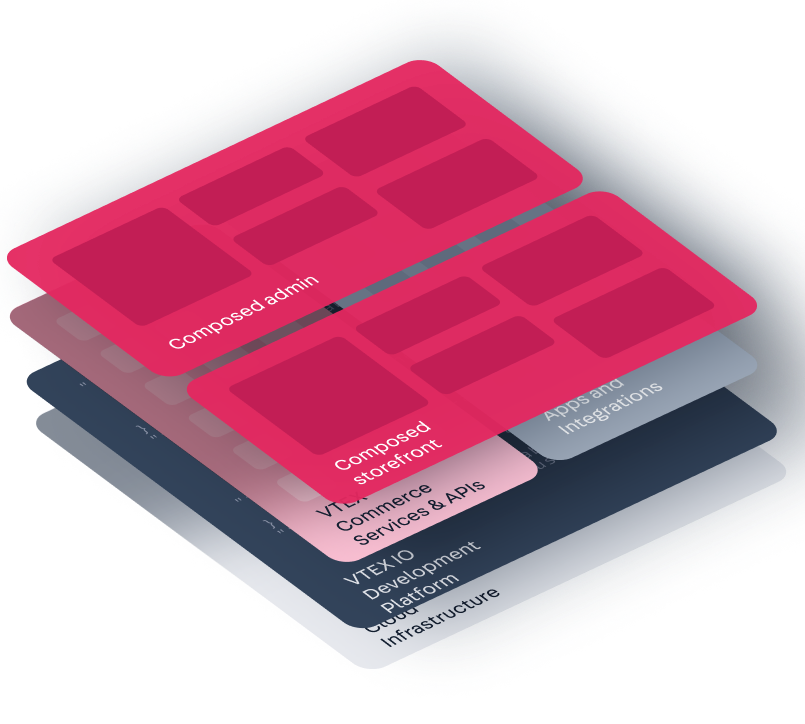 Composed admin
Composed
storefront
Apps and
Integrations
VTEX
Commerce
Services & APIs
VTEX IO
Development
Platform
Cloud
Infrastructure